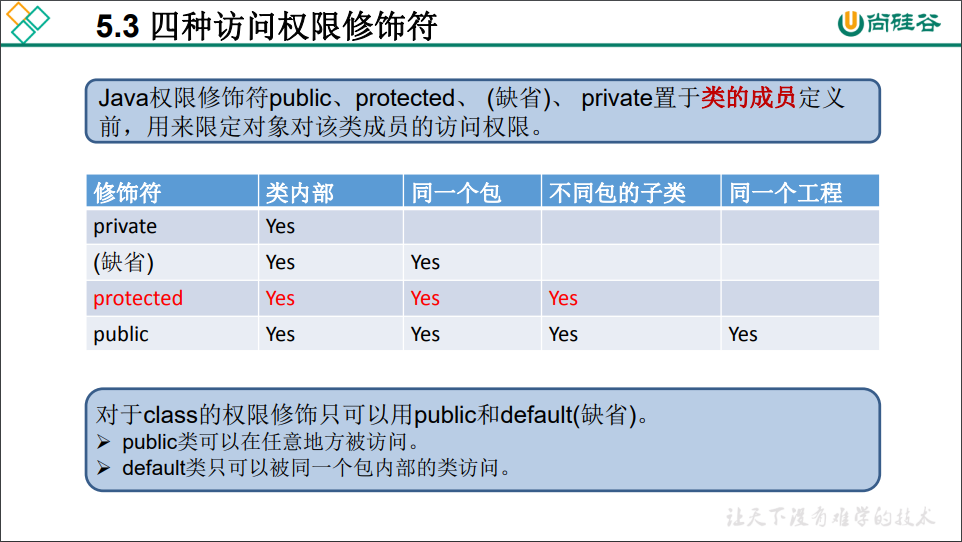 5.3 四种访问权限修饰符
尚硅谷
Java权限修饰符public、protected、 (缺省)、 private置于类的成员定义
前，用来限定对象对该类成员的访问权限。
修饰符 类内部 同一个包 不同包的子类 同一个工程
private Yes
(缺省) Yes Yes
protected Yes Yes Yes
public Yes Yes Yes Yes
对于class的权限修饰只可以用public和default(缺省)。
➢ public类可以在任意地方被访问。
➢ default类只可以被同一个包内部的类访问。
让天下没有难学的技术